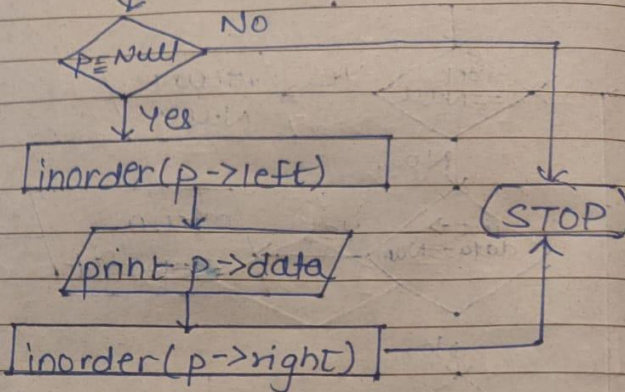 No
p≡Null
Yes
inorder(p->left)
STOP
print p->data
inorder(p->right)